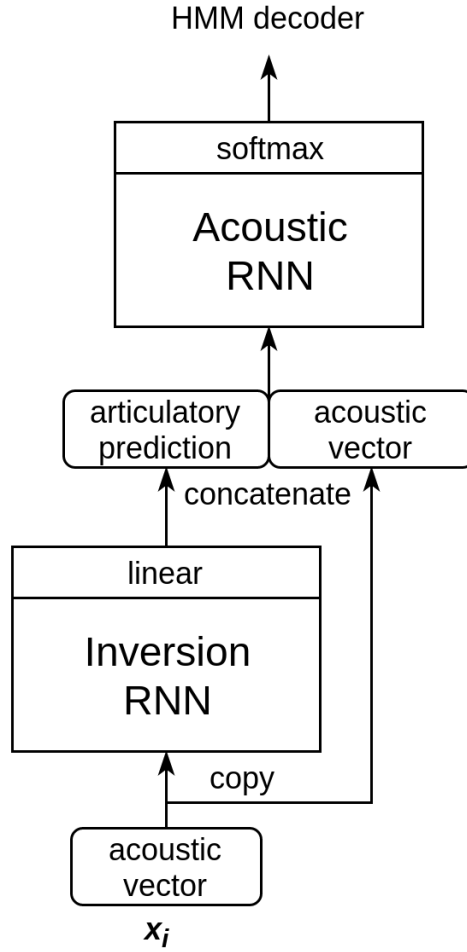 HMM decoder
softmax
Acoustic
RNN
articulatory
prediction
acoustic
vector
concatenate
linear
Inversion
RNN
copy
acoustic
vector
x_i